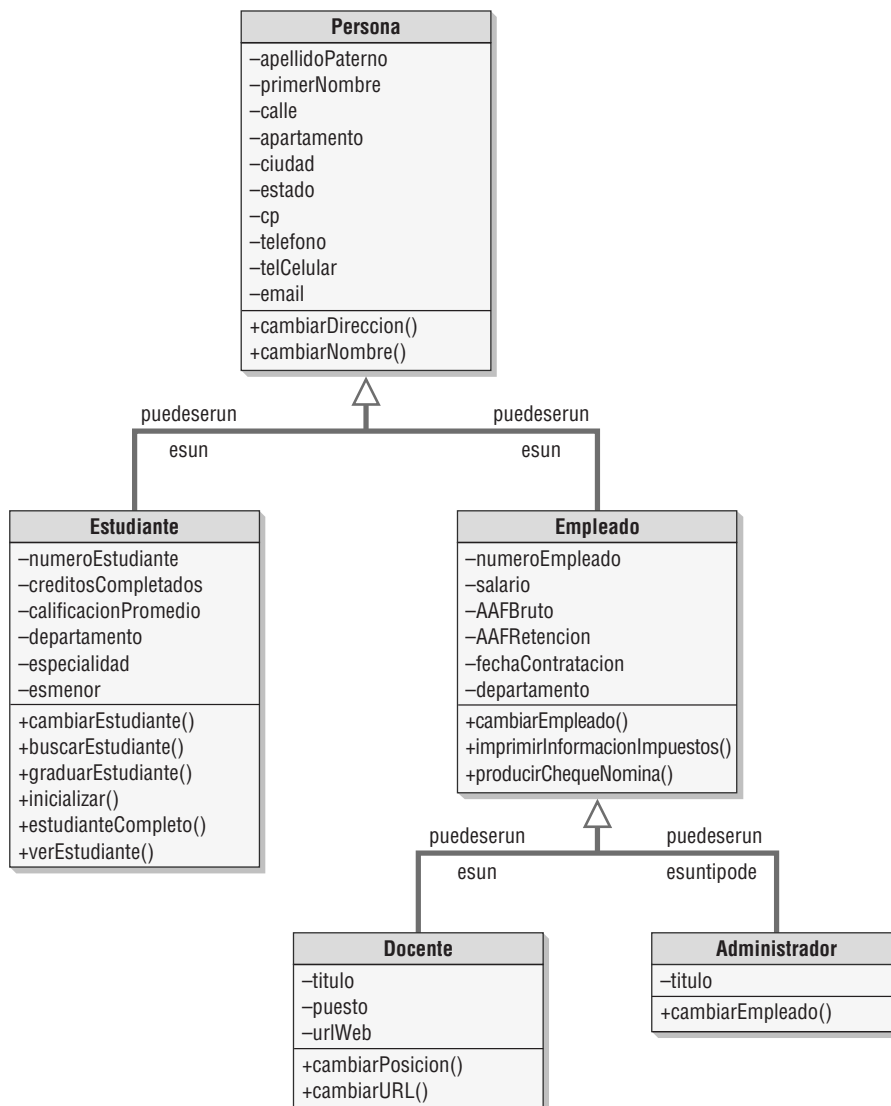 Persona
–apellidoPaterno
–primerNombre
–calle
–apartamento
–ciudad
–estado
–cp
–telefono
–telCelular
–email
+cambiarDireccion()
+cambiarNombre()
puedeserun
puedeserun
esun
esun
Estudiante
–numeroEstudiante
–creditosCompletados
–calificacionPromedio
–departamento
–especialidad
–esmenor
+cambiarEstudiante()
+buscarEstudiante()
+graduarEstudiante()
+inicializar()
+estudianteCompleto()
+verEstudiante()
Empleado
–numeroEmpleado
–salario
–AAFBruto
–AAFRetencion
–fechaContratacion
–departamento
+cambiarEmpleado()
+imprimirInformacionImpuestos()
+producirChequeNomina()
puedeserun
puedeserun
esun
esuntipode
Docente
–titulo
–puesto
–urlWeb
+cambiarPosicion()
+cambiarURL()
Administrador
–titulo
+cambiarEmpleado()